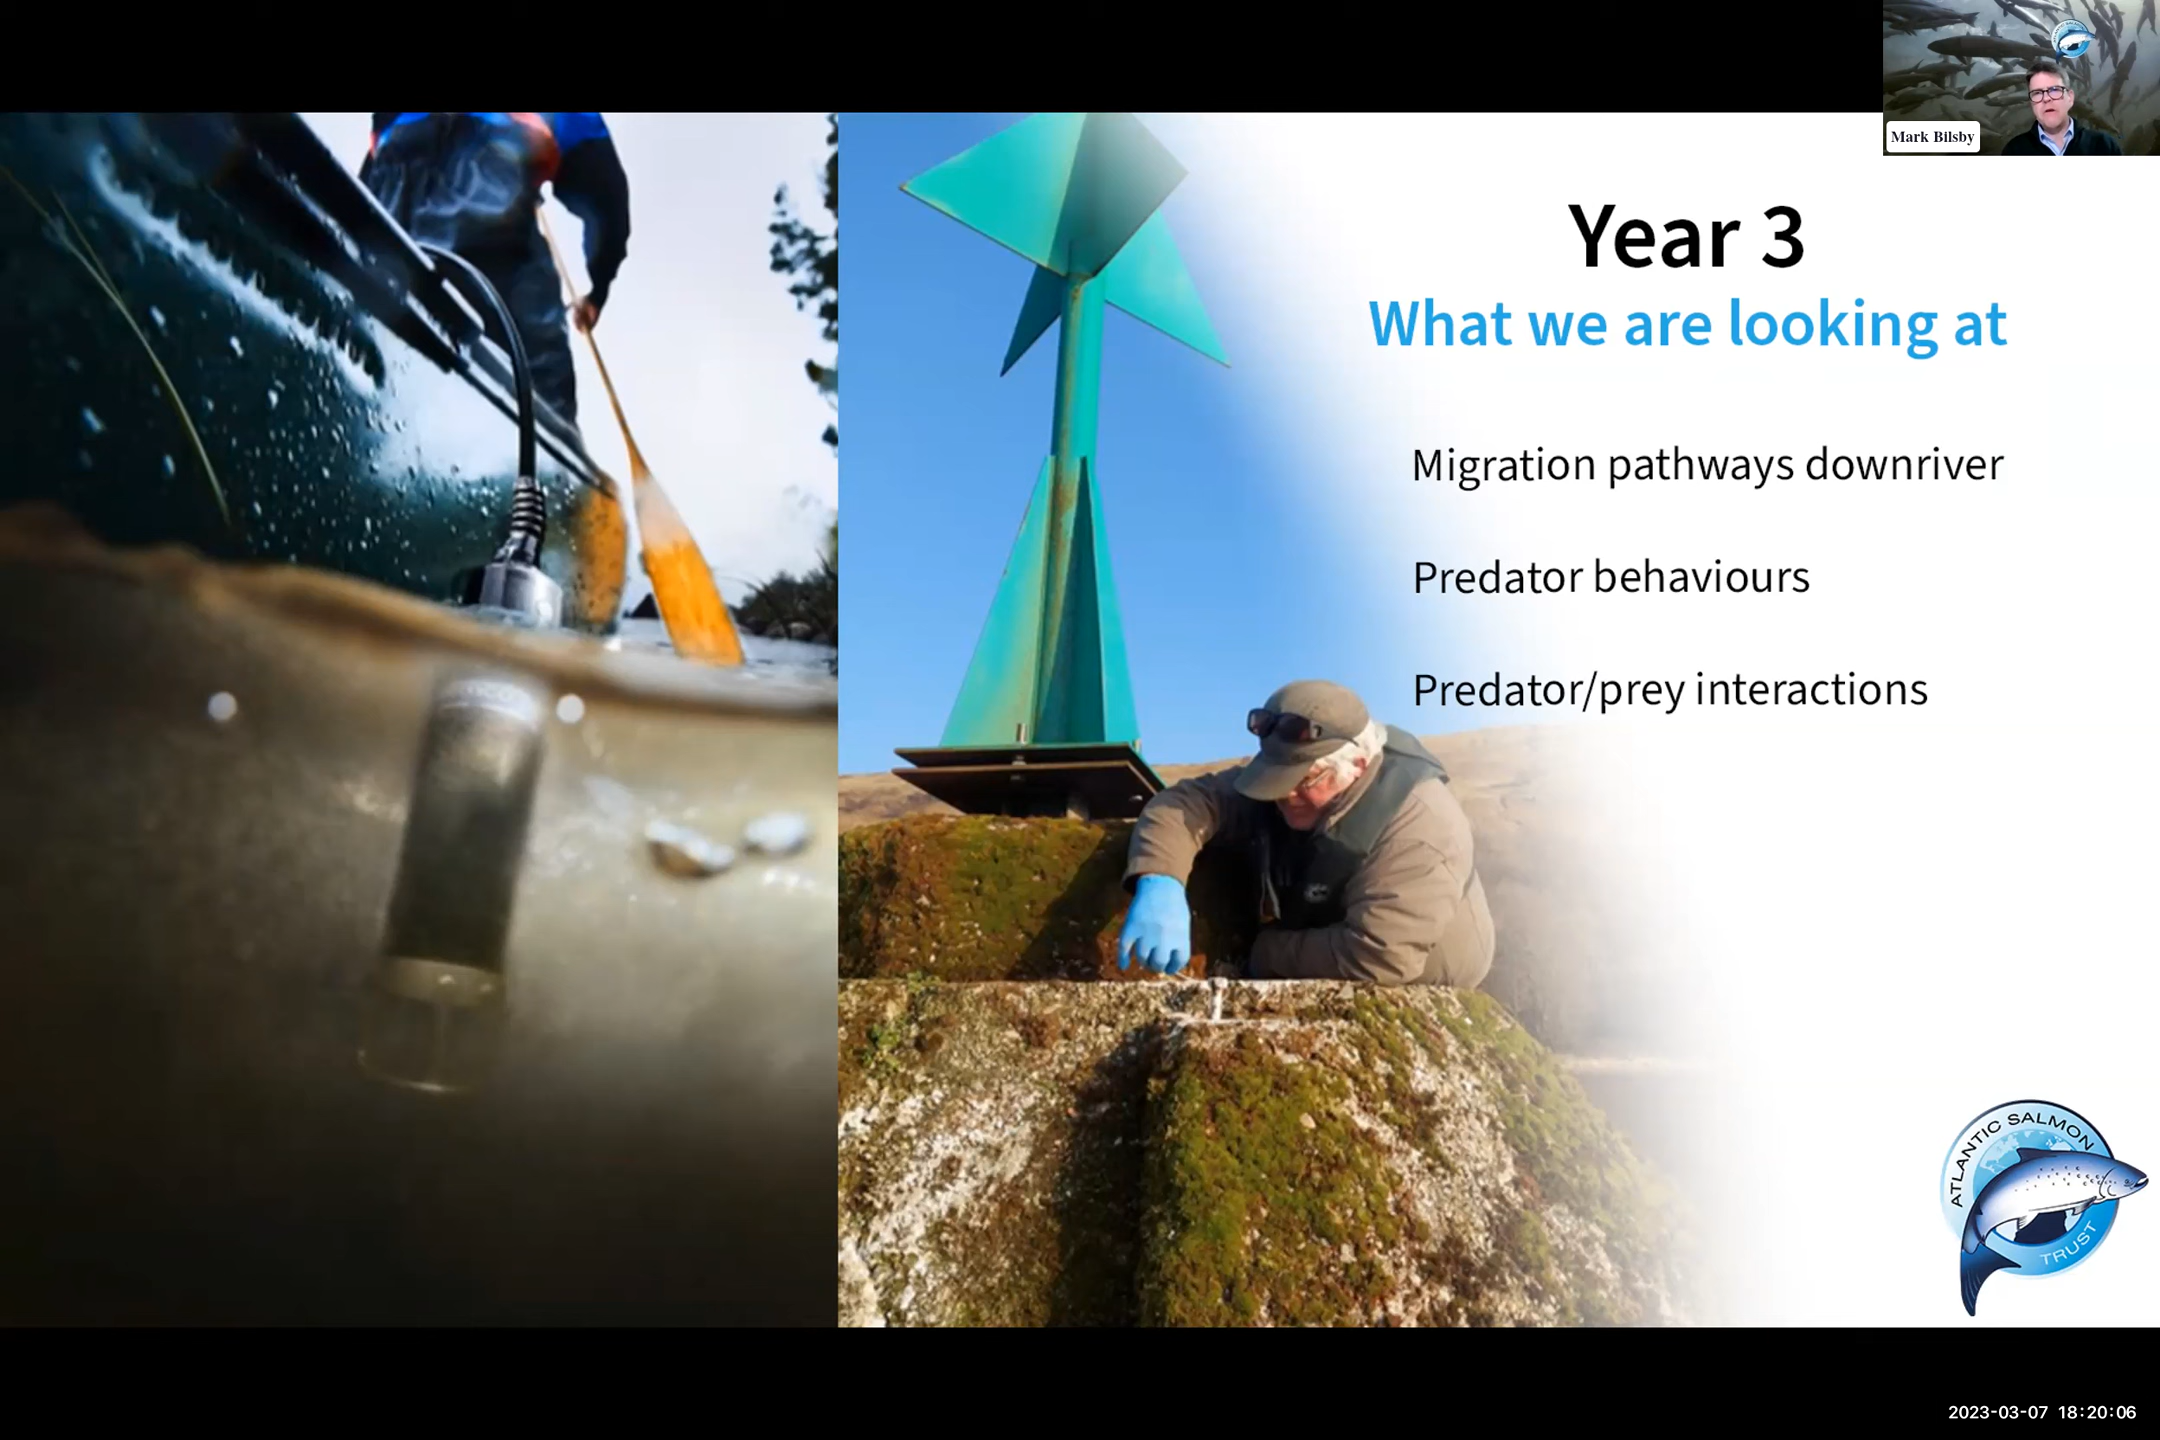 Mark Bilsby
Year 3
What we are looking at
Migration pathways downriver
Predator behaviours
Predator/prey interactions
ATLANTIC SALMON
TRUST
2023-03-07 18:20:06